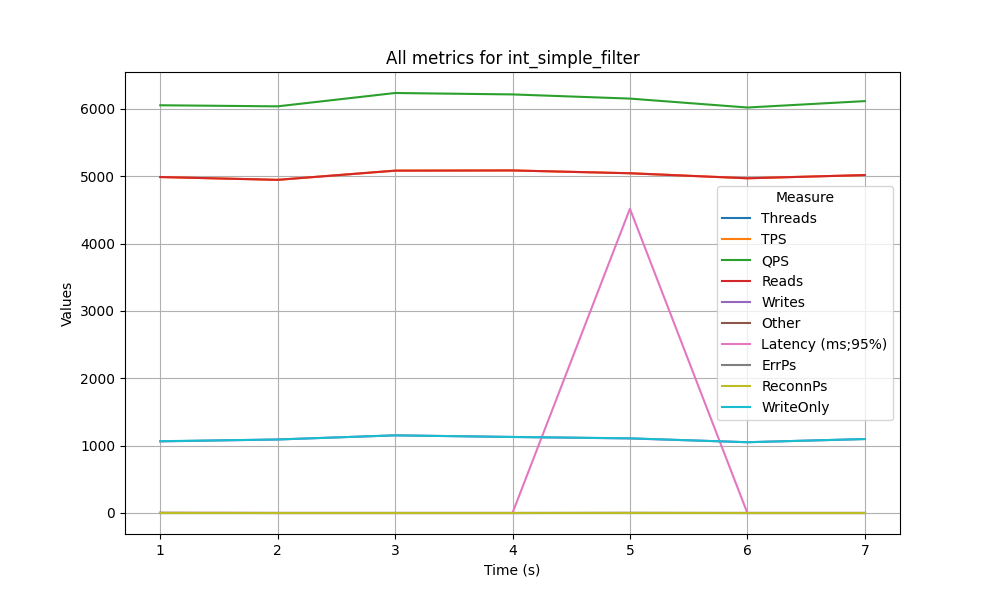 All metrics for int_simple_filter
Values
6000
5000
4000
3000
2000
1000
0
Measure
Threads
TPS
QPS
Reads
Writes
Other
Latency (ms;95%)
ErrPs
ReconnPs
WriteOnly
1 2 3 4 5 6 7
Time (s)